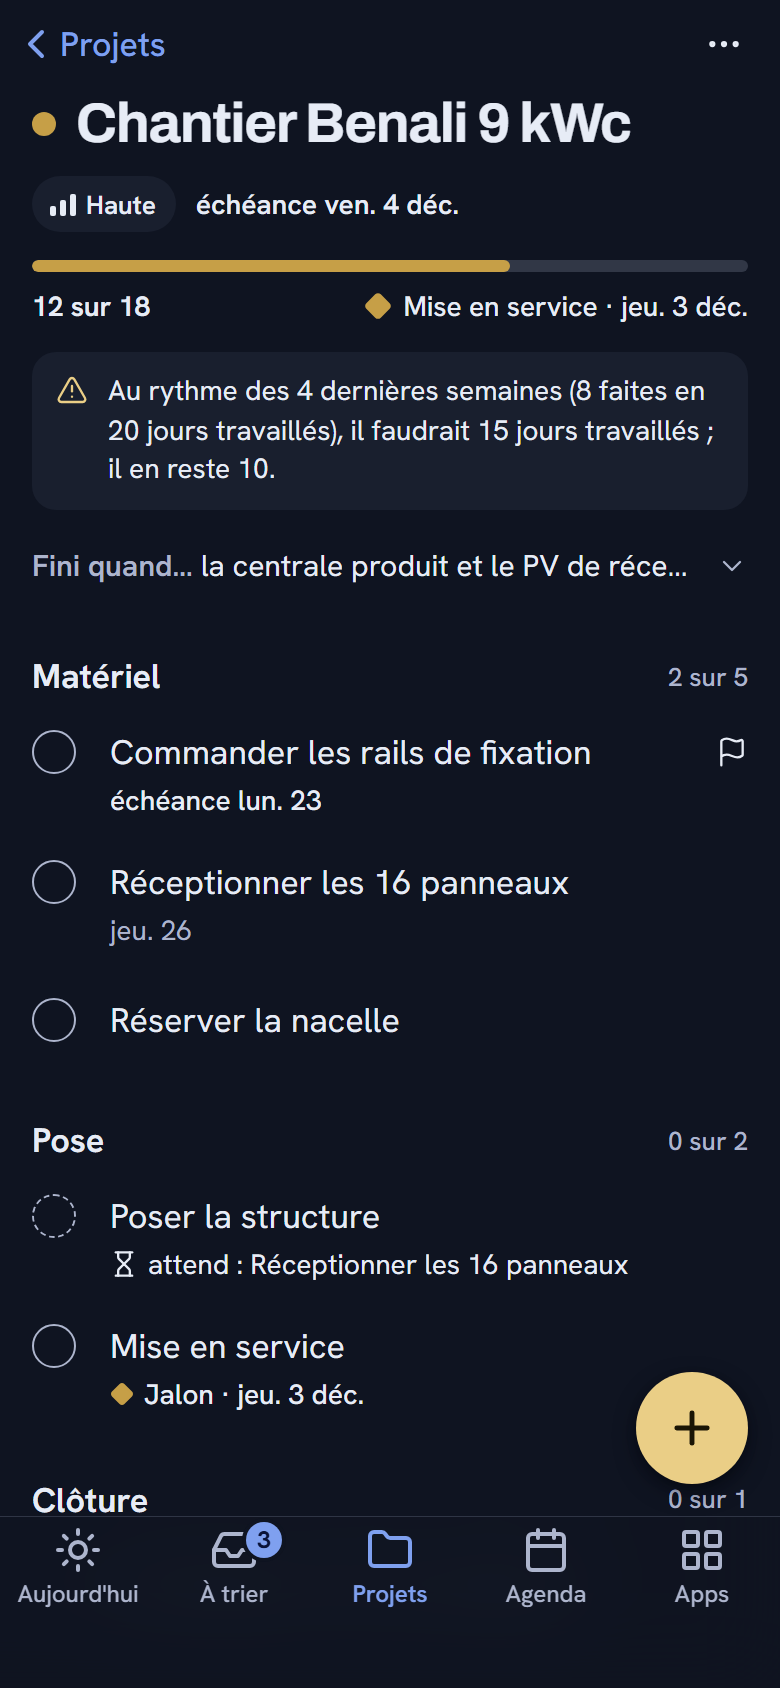 Projets
Chantier Benali 9 kWc
Haute
échéance ven. 4 déc.
12 sur 18
Mise en service · jeu. 3 déc.
Au rythme des 4 dernières semaines (8 faites en
20 jours travaillés), il faudrait 15 jours travaillés ;
il en reste 10.
Fini quand… la centrale produit et le PV de réce…
Matériel
2 sur 5
Commander les rails de fixation
échéance lun. 23
Réceptionner les 16 panneaux
jeu. 26
Réserver la nacelle
Pose
0 sur 2
Poser la structure
attend : Réceptionner les 16 panneaux
Mise en service
Jalon · jeu. 3 déc.
Clôture
0 sur 1
3
Aujourd'hui
À trier
Projets
Agenda
Apps